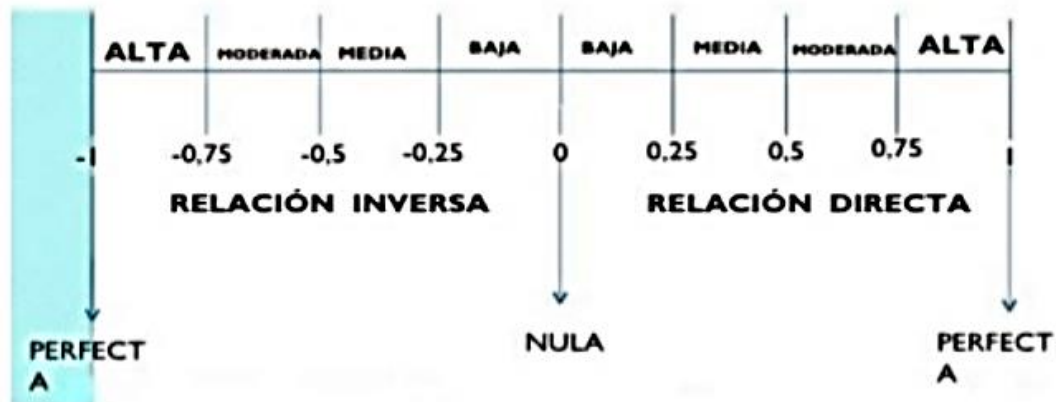 ALTA MODERADA MEDIA BAJA BAJA MEDIA MODERADA ALTA
-1 -0,75 -0,5 -0,25 0 0,25 0,5 0,75 1
RELACIÓN INVERSA RELACIÓN DIRECTA
PERFECT
A
NULA
PERFECT
A